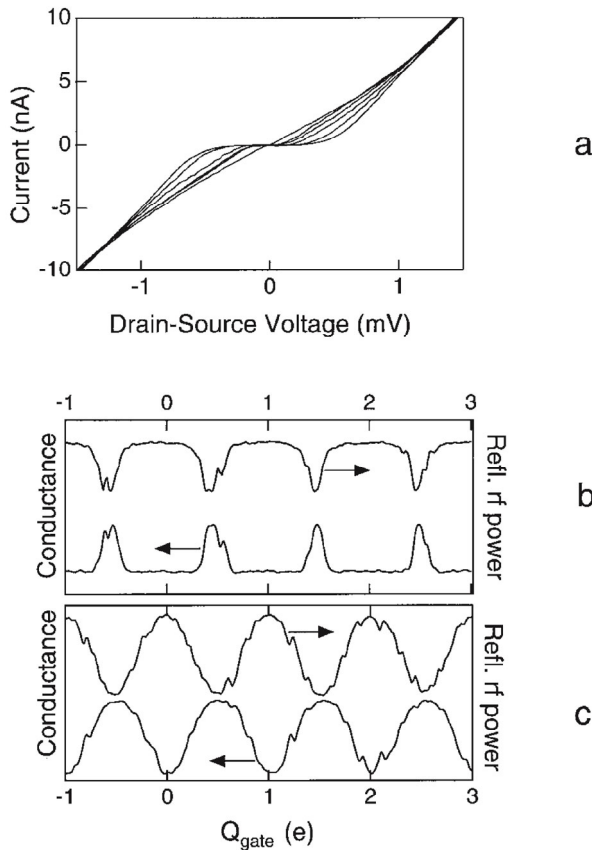 10
5
0
-5
-10
Current (nA)
-1
0
1
Drain-Source Voltage (mV)
a
-1
0
1
2
3
Conductance
Refl. rf power
b
Conductance
Refl. rf power
c
-1
0
1
2
3
Qgate (e)